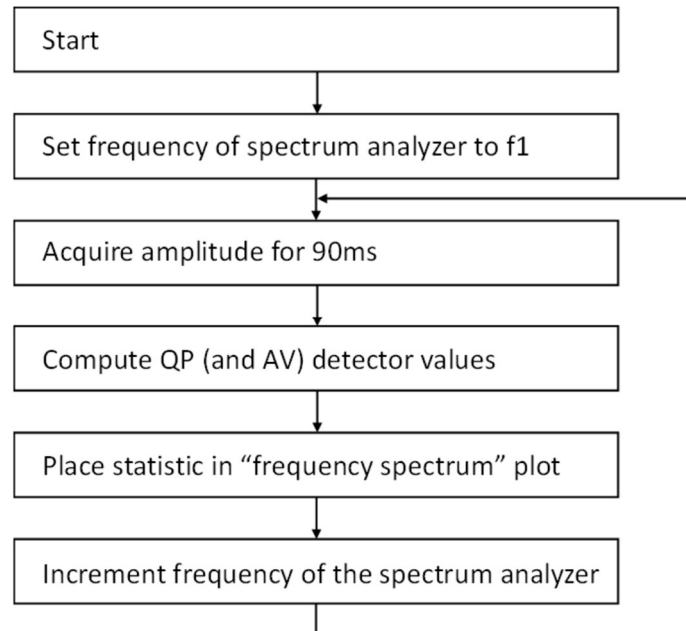 Start
Set frequency of spectrum analyzer to f1
Acquire amplitude for 90ms
Compute QP (and AV) detector values
Place statistic in “frequency spectrum” plot
Increment frequency of the spectrum analyzer